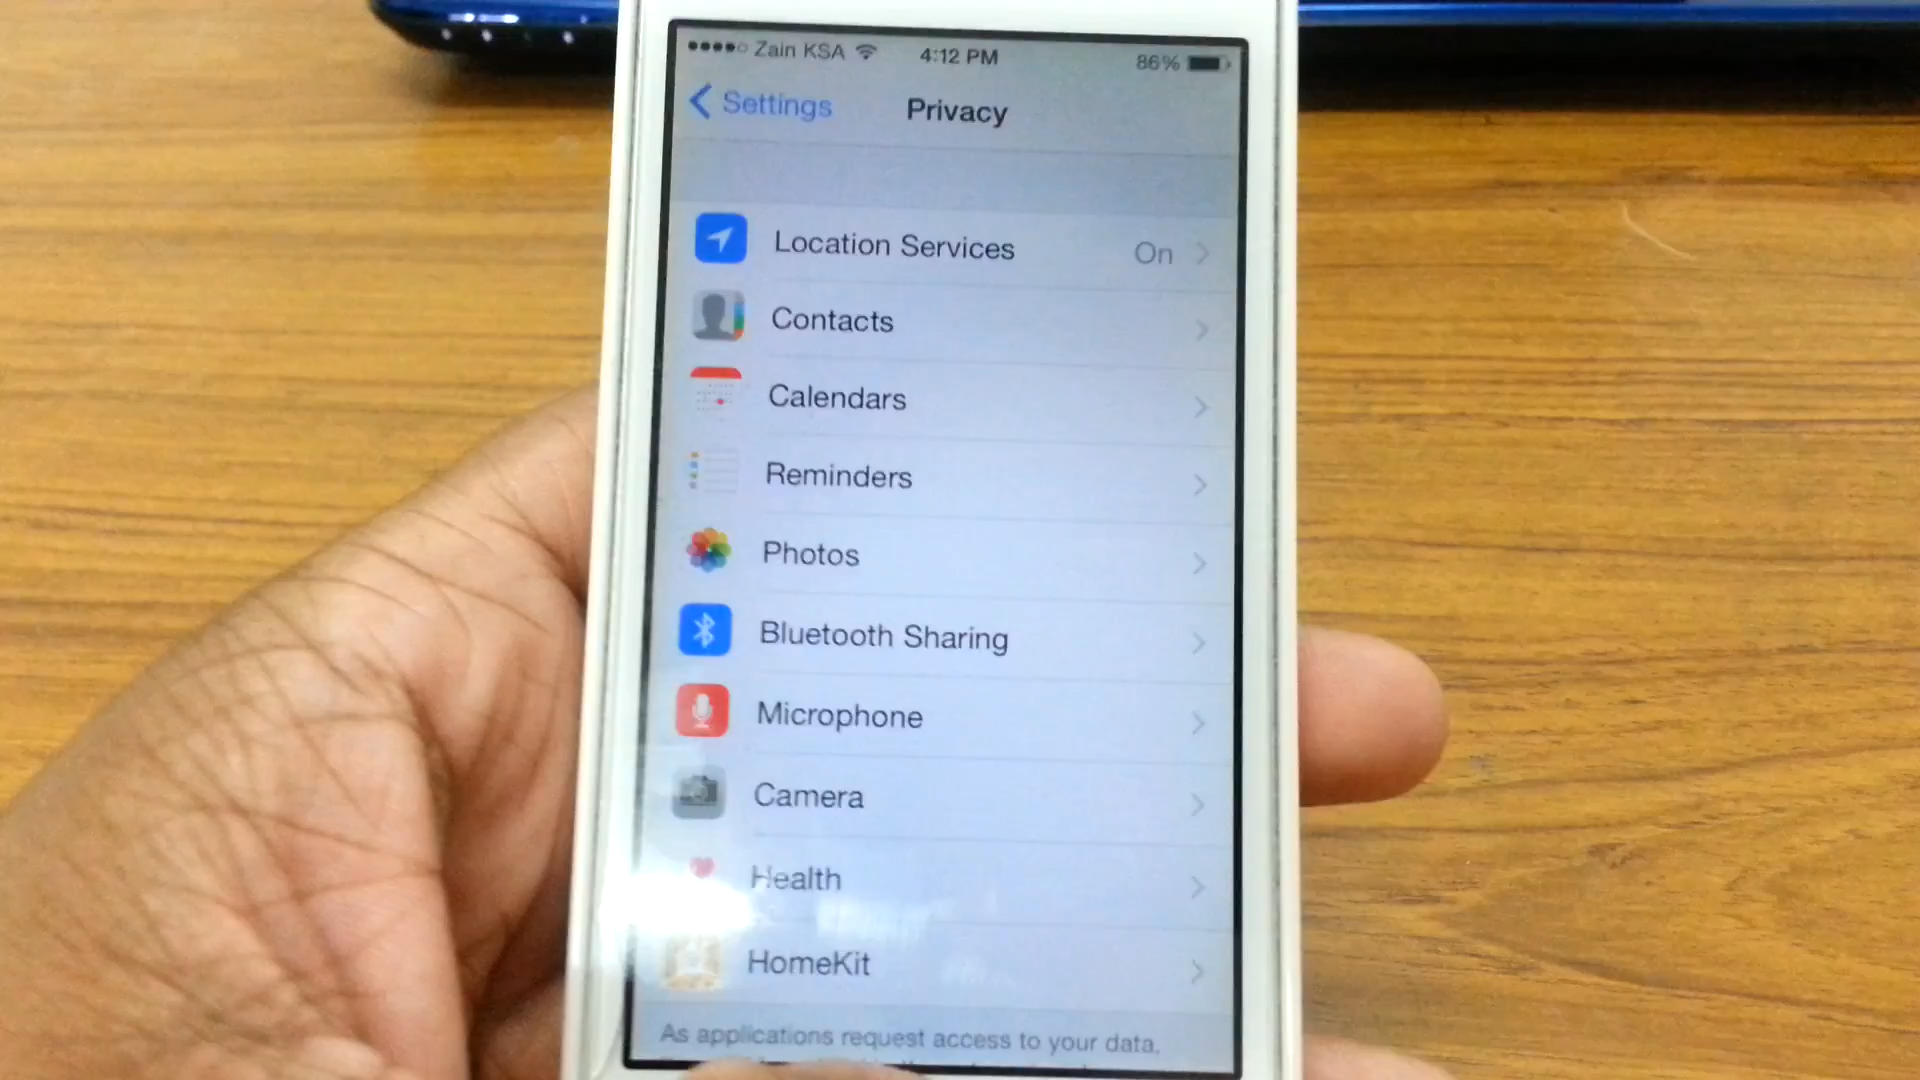 Zain KSA 4:12 PM 86%
Settings Privacy
Location Services On
Contacts
Calendars
Reminders
Photos
Bluetooth Sharing
Microphone
Camera
Health
HomeKit
As applications request access to your data,